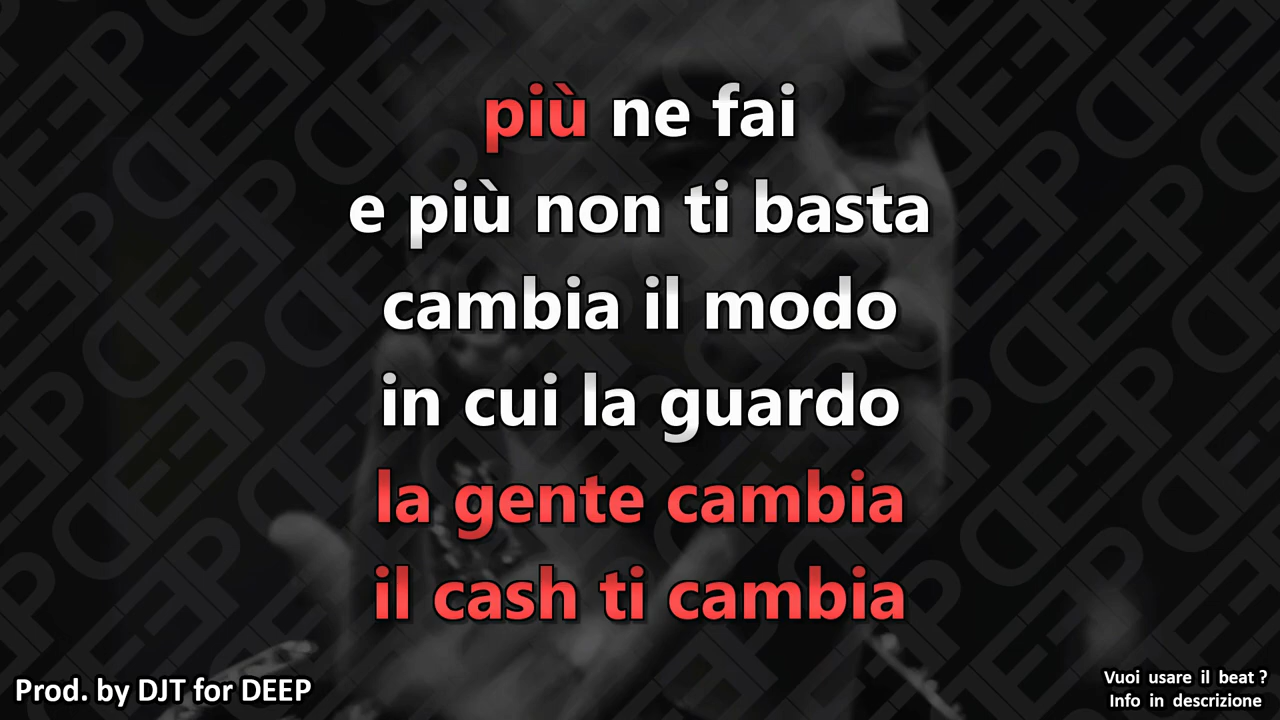 più ne fai
e più non ti basta
cambia il modo
in cui la guardo
la gente cambia
il cash ti cambia
Prod. by DJT for DEEP
Vuoi usare il beat ?
Info in descrizione